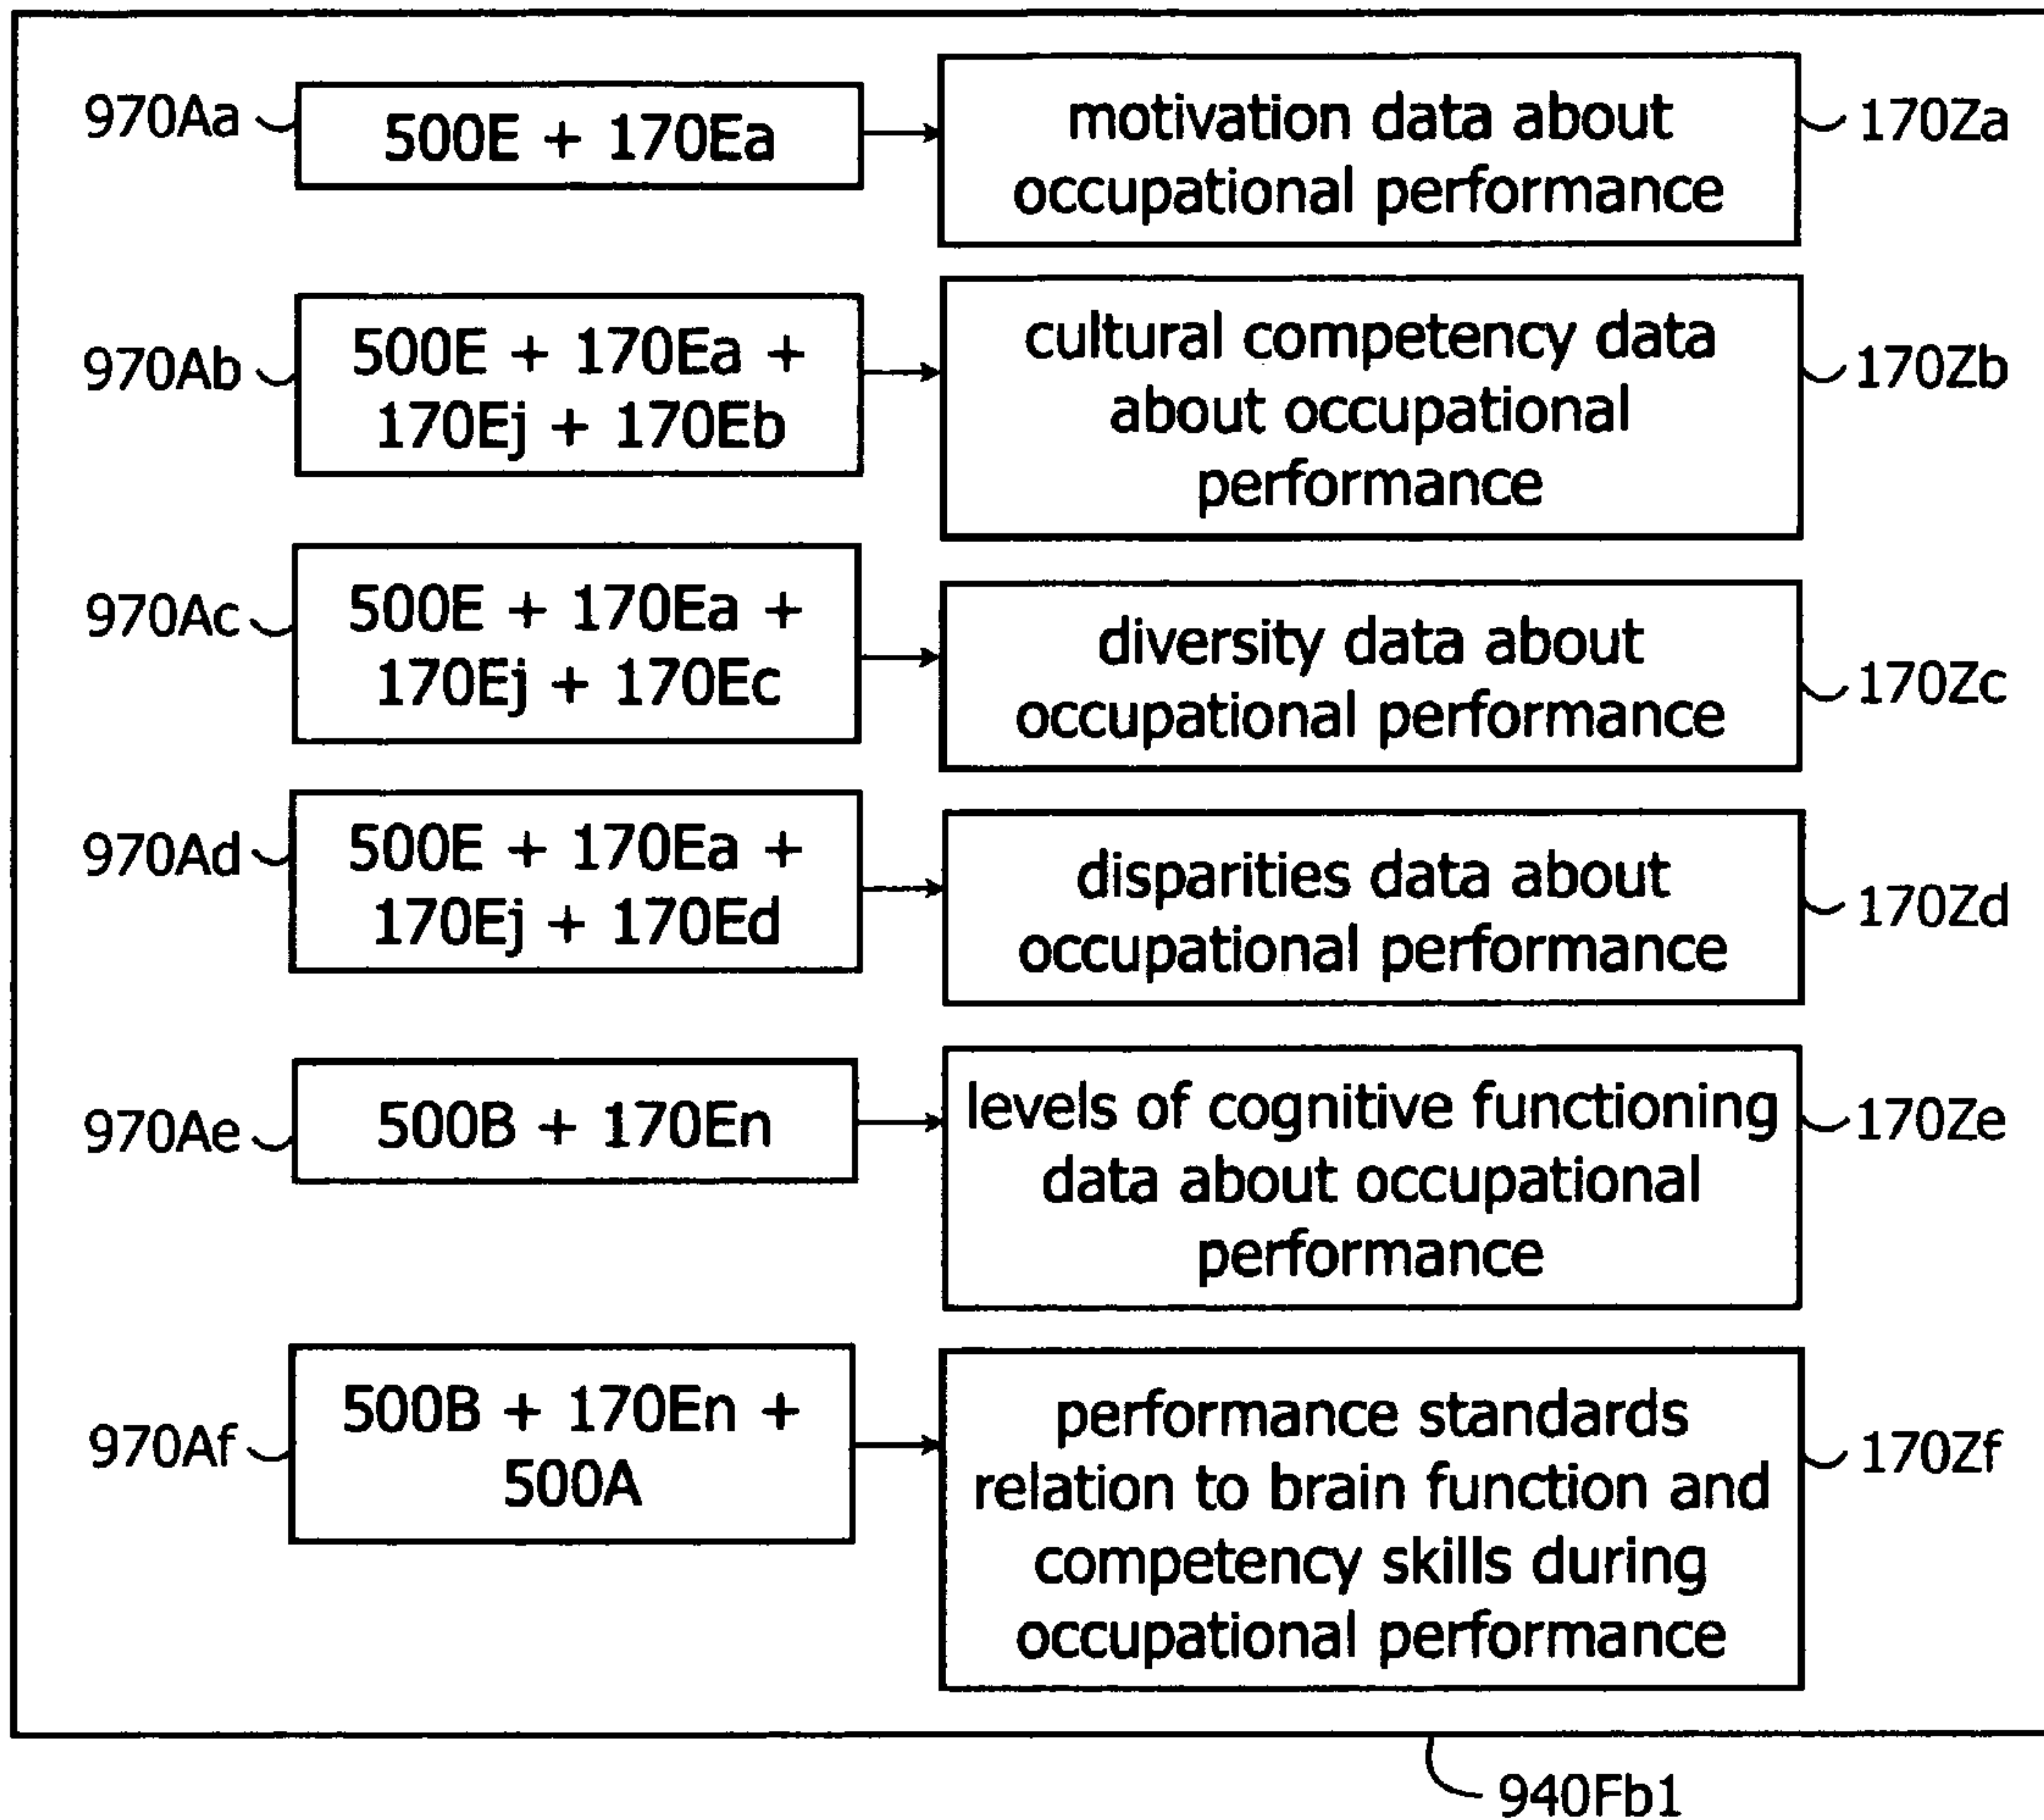 970Aa
500E + 170Ea
motivation data about
occupational performance
170Za
970Ab
500E + 170Ea +
170Ej + 170Eb
cultural competency data
about occupational
performance
170Zb
970Ac
500E + 170Ea +
170Ej + 170Ec
diversity data about
occupational performance
170Zc
970Ad
500E + 170Ea +
170Ej + 170Ed
disparities data about
occupational performance
170Zd
970Ae
500B + 170En
levels of cognitive functioning
data about occupational
performance
170Ze
970Af
500B + 170En +
500A
performance standards
relation to brain function and
competency skills during
occupational performance
170Zf
940Fb1